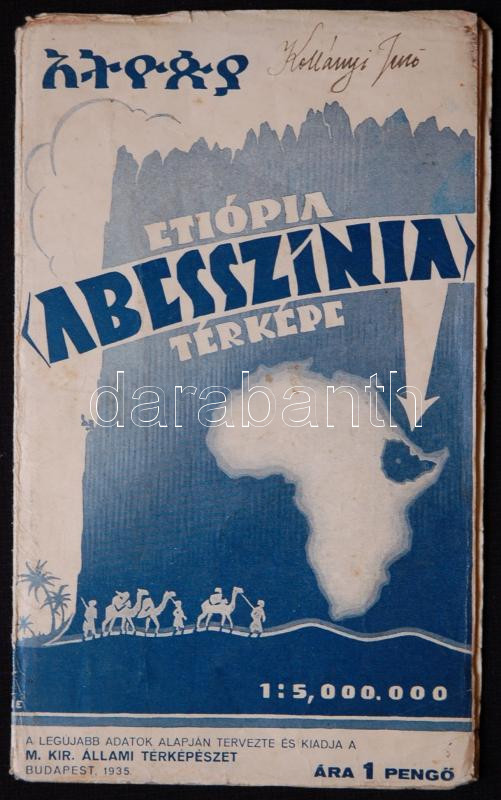 ኢትዮጵያ
Kollányi Jenő
ETIÓPIA
<ABESSZÍNIA>
TÉRKÉPE
darabanth
1:5,000.000
A LEGÚJABB ADATOK ALAPJÁN TERVEZTE ÉS KIADJA A
M. KIR. ÁLLAMI TÉRKÉPÉSZET
BUDAPEST, 1935.
ÁRA 1 PENGŐ